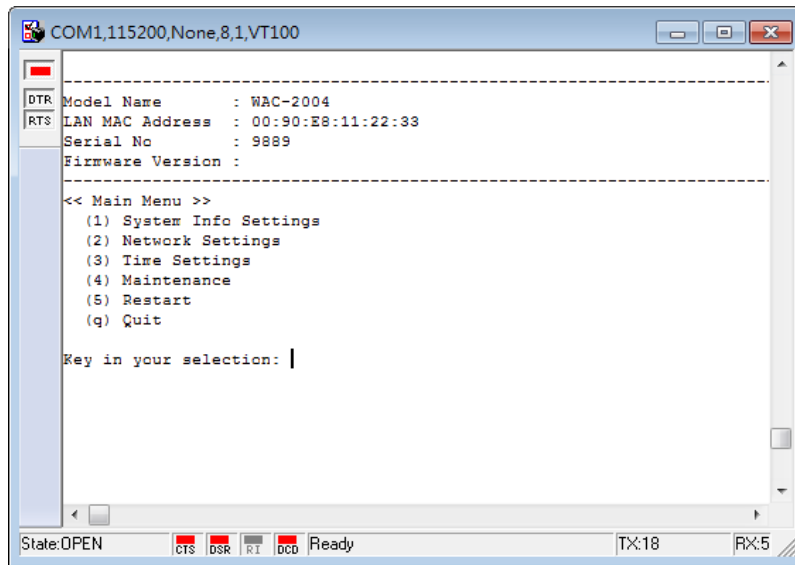 COM1,115200,None,8,1,VT100
DTR
RTS
--------------------------------------------------------------------------------
Model Name : WAC-2004
LAN MAC Address : 00:90:E8:11:22:33
Serial No : 9889
Firmware Version :
--------------------------------------------------------------------------------
<< Main Menu >>
(1) System Info Settings
(2) Network Settings
(3) Time Settings
(4) Maintenance
(5) Restart
(q) Quit
Key in your selection:
State:OPEN CTS DSR RI DCD Ready TX:18 RX:5